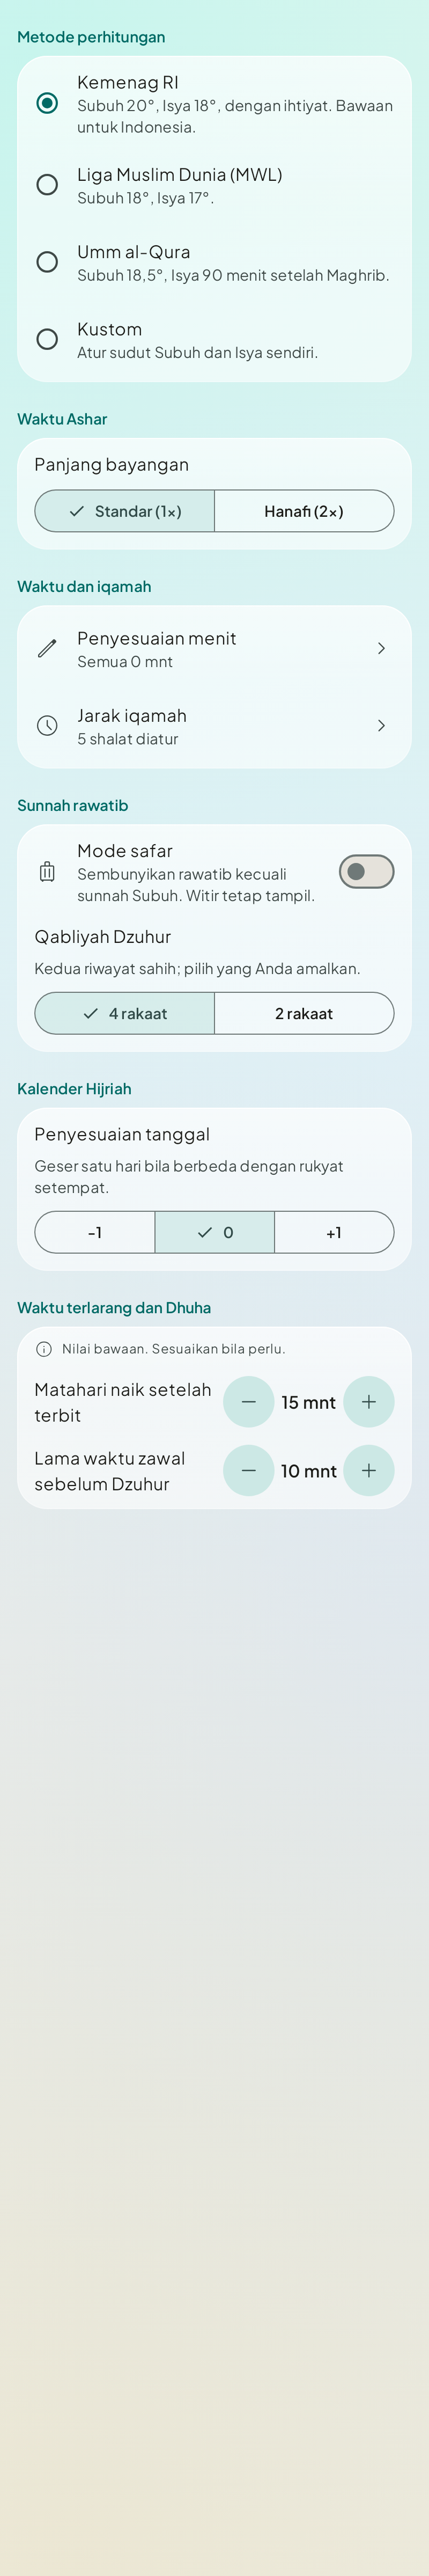 Metode perhitungan
Kemenag RI
Subuh 20°, Isya 18°, dengan ihtiyat. Bawaan
untuk Indonesia.
Liga Muslim Dunia (MWL)
Subuh 18°, Isya 17°.
Umm al-Qura
Subuh 18,5°, Isya 90 menit setelah Maghrib.
Kustom
Atur sudut Subuh dan Isya sendiri.
Waktu Ashar
Panjang bayangan
Standar (1×)
Hanafi (2×)
Waktu dan iqamah
Penyesuaian menit
Semua 0 mnt
Jarak iqamah
5 shalat diatur
Sunnah rawatib
Mode safar
Sembunyikan rawatib kecuali
sunnah Subuh. Witir tetap tampil.
Qabliyah Dzuhur
Kedua riwayat sahih; pilih yang Anda amalkan.
4 rakaat
2 rakaat
Kalender Hijriah
Penyesuaian tanggal
Geser satu hari bila berbeda dengan rukyat
setempat.
-1
0
+1
Waktu terlarang dan Dhuha
Nilai bawaan. Sesuaikan bila perlu.
Matahari naik setelah
terbit
15 mnt
Lama waktu zawal
sebelum Dzuhur
10 mnt